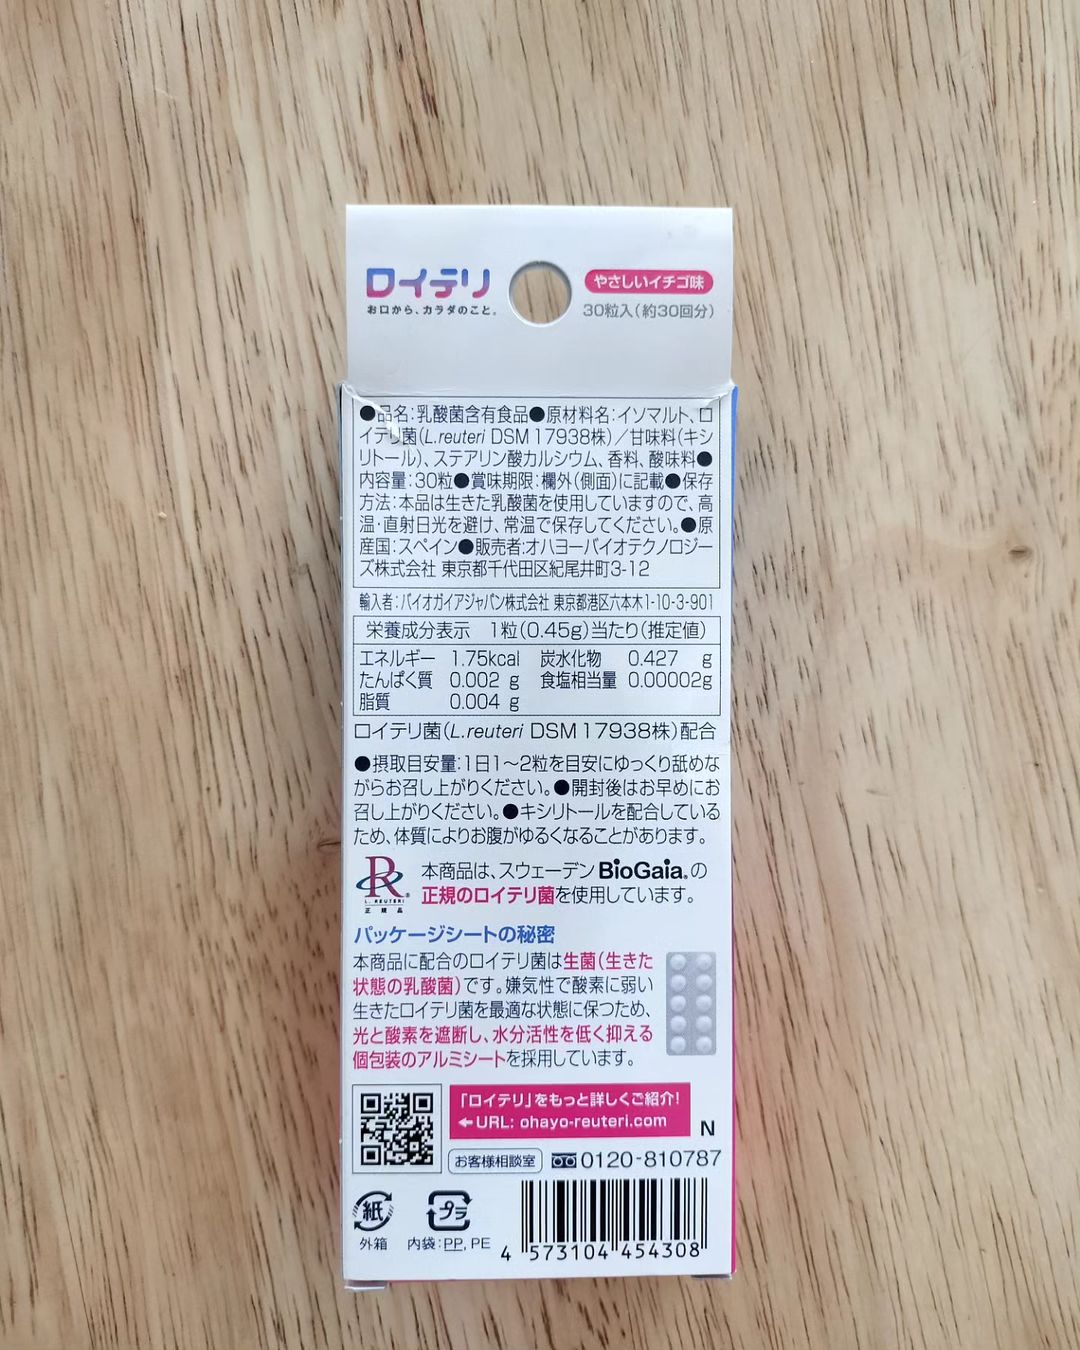 ロイテリ
お口から、カラダのこと。
やさしいイチゴ味
30粒入(約30回分)
●品名:乳酸菌含有食品●原材料名:イソマルト、ロ
イテリ菌(L.reuteri DSM 17938株)／甘味料(キシ
リトール)、ステアリン酸カルシウム、香料、酸味料●
内容量:30粒●賞味期限:欄外(側面)に記載●保存
方法:本品は生きた乳酸菌を使用していますので、高
温・直射日光を避け、常温で保存してください。●原
産国:スペイン●販売者:オハヨーバイオテクノロジー
ズ株式会社 東京都千代田区紀尾井町3-12
輸入者:バイオガイアジャパン株式会社 東京都港区六本木1-10-3-901
栄養成分表示 1粒(0.45g)当たり(推定値)
エネルギー 1.75kcal 炭水化物 0.427 g
たんぱく質 0.002 g 食塩相当量 0.00002g
脂質 0.004 g
ロイテリ菌(L.reuteri DSM 17938株)配合
●摂取目安量:1日1～2粒を目安にゆっくり舐めな
がらお召し上がりください。●開封後はお早めにお
召し上がりください。●キシリトールを配合している
ため、体質によりお腹がゆるくなることがあります。
R®
L. REUTERI
正規品
本商品は、スウェーデン BioGaia®の
正規のロイテリ菌を使用しています。
パッケージシートの秘密
本商品に配合のロイテリ菌は生菌(生きた
状態の乳酸菌)です。嫌気性で酸素に弱い
生きたロイテリ菌を最適な状態に保つため、
光と酸素を遮断し、水分活性を低く抑える
個包装のアルミシートを採用しています。
「ロイテリ」をもっと詳しくご紹介!
←URL: ohayo-reuteri.com
N
お客様相談室 0120-810787
紙
外箱
プラ
内袋:PP, PE
4 573104 454308